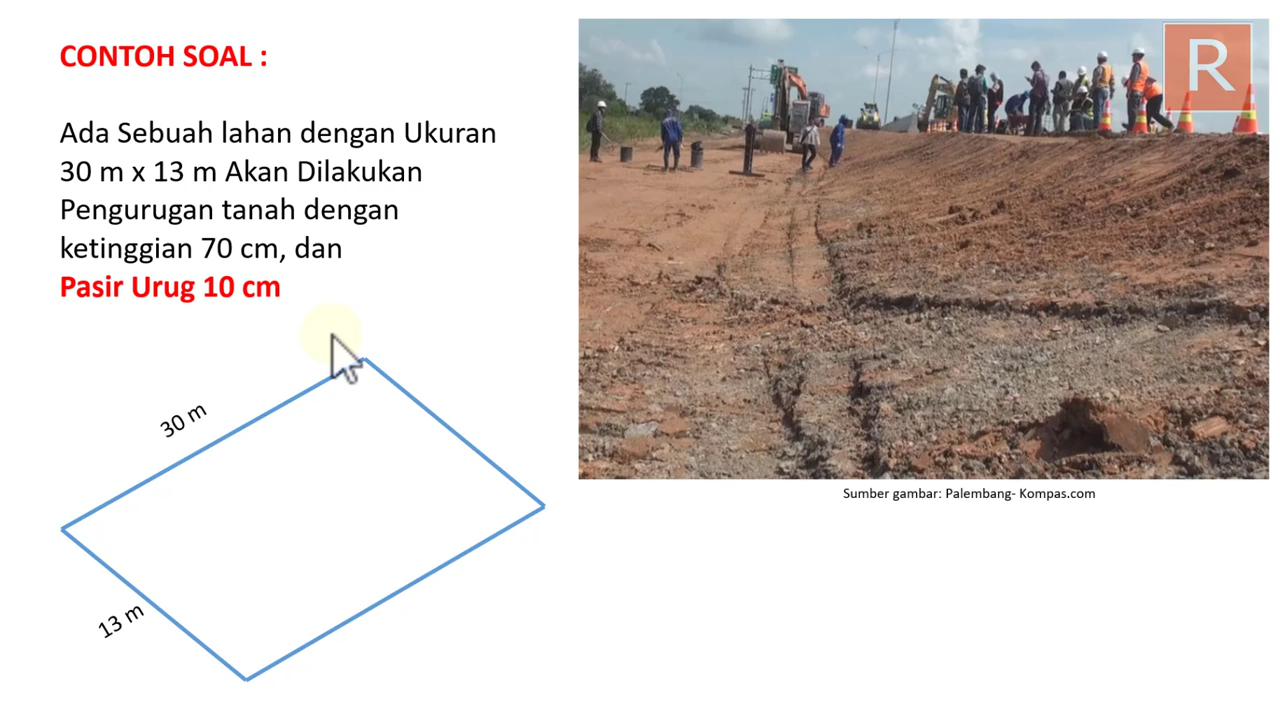 CONTOH SOAL :
Ada Sebuah lahan dengan Ukuran
30 m x 13 m Akan Dilakukan
Pengurugan tanah dengan
ketinggian 70 cm, dan
Pasir Urug 10 cm
30 m
13 m
R
Sumber gambar: Palembang- Kompas.com